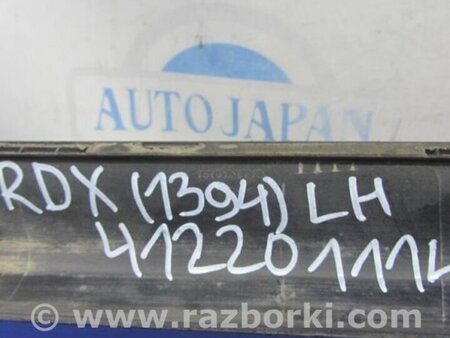 AUTO JAPAN
RDX (1394) LH
41220111
© www.razborki.com